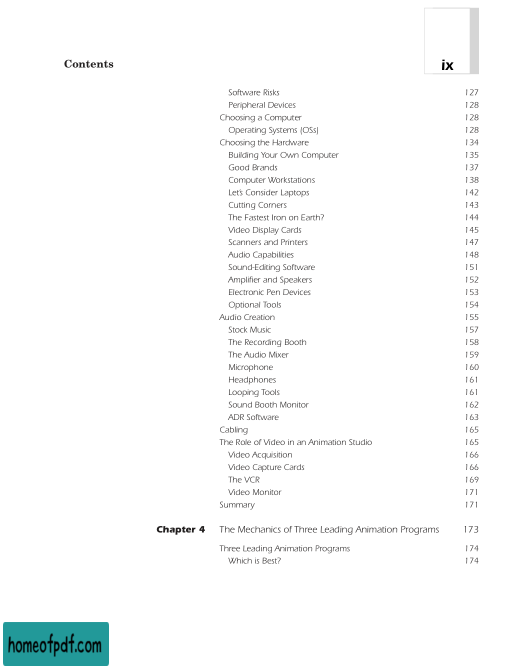 Contents ix
Software Risks 127
Peripheral Devices 128
Choosing a Computer 128
Operating Systems (OSs) 128
Choosing the Hardware 134
Building Your Own Computer 135
Good Brands 137
Computer Workstations 138
Let's Consider Laptops 142
Cutting Corners 143
The Fastest Iron on Earth? 144
Video Display Cards 145
Scanners and Printers 147
Audio Capabilities 148
Sound-Editing Software 151
Amplifier and Speakers 152
Electronic Pen Devices 153
Optional Tools 154
Audio Creation 155
Stock Music 157
The Recording Booth 158
The Audio Mixer 159
Microphone 160
Headphones 161
Looping Tools 161
Sound Booth Monitor 162
ADR Software 163
Cabling 165
The Role of Video in an Animation Studio 165
Video Acquisition 166
Video Capture Cards 166
The VCR 169
Video Monitor 171
Summary 171
Chapter 4 The Mechanics of Three Leading Animation Programs 173
Three Leading Animation Programs 174
Which is Best? 174
homeofpdf.com